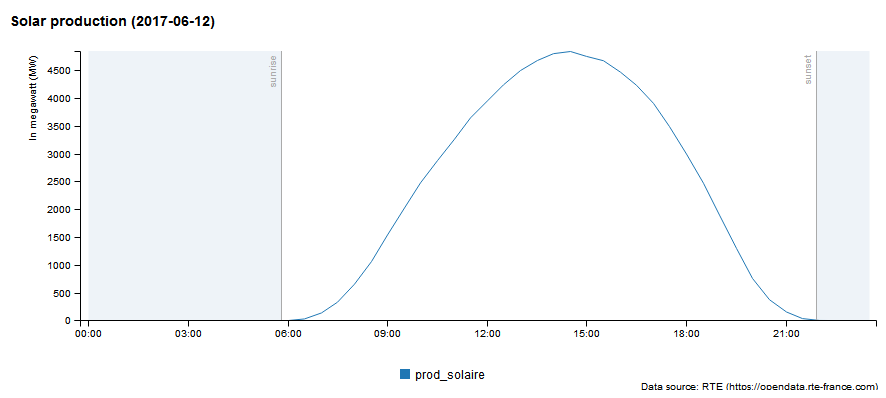 Solar production (2017-06-12)
In megawatt (MW)
sunrise
sunset
4500
4000
3500
3000
2500
2000
1500
1000
500
0
00:00 03:00 06:00 09:00 12:00 15:00 18:00 21:00
prod_solaire
Data source: RTE (https://opendata.rte-france.com)